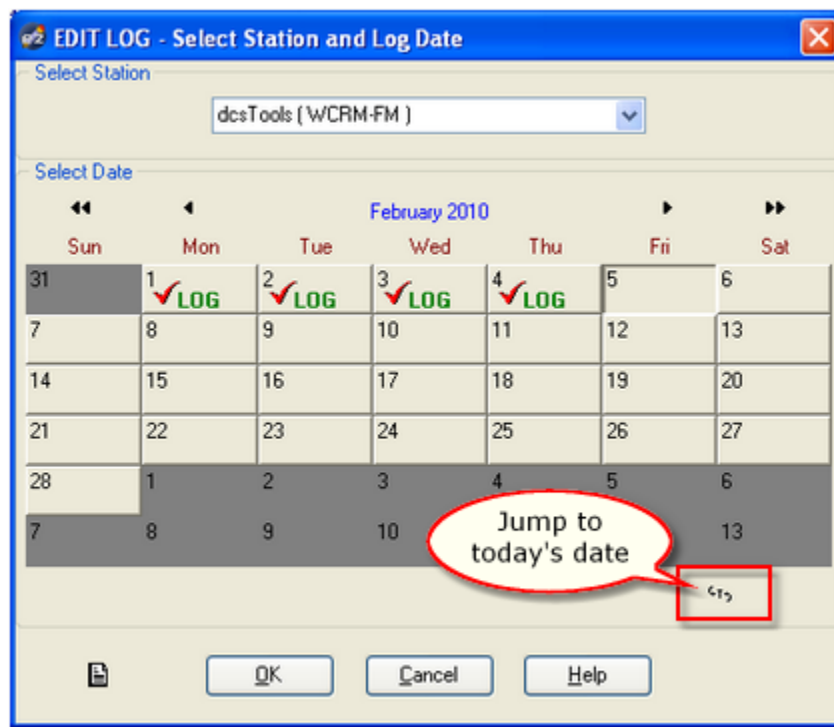 EDIT LOG - Select Station and Log Date
Select Station
dcsTools ( WCRM-FM )
Select Date
February 2010
Sun Mon Tue Wed Thu Fri Sat
31 1 LOG 2 LOG 3 LOG 4 LOG 5 6
7 8 9 10 11 12 13
14 15 16 17 18 19 20
21 22 23 24 25 26 27
28 1 2 3 4 5 6
7 8 9 10 13
Jump to
today's date
OK Cancel Help